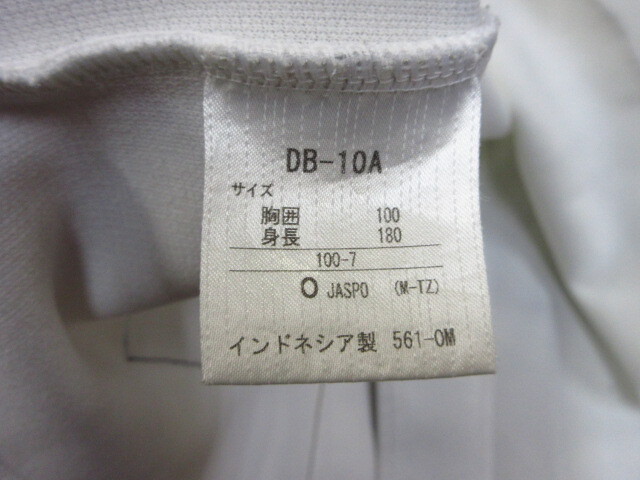 DB-10A
サイズ
胸囲 100
身長 180
100-7
O JASPO (M-TZ)
インドネシア製 561-OM